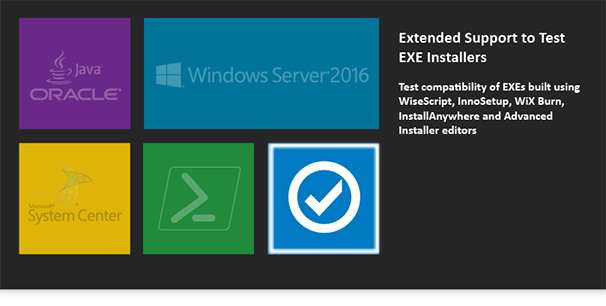 Java
ORACLE
Windows Server 2016
Microsoft
System Center
Extended Support to Test
EXE Installers
Test compatibility of EXEs built using
WiseScript, InnoSetup, WiX Burn,
InstallAnywhere and Advanced
Installer editors